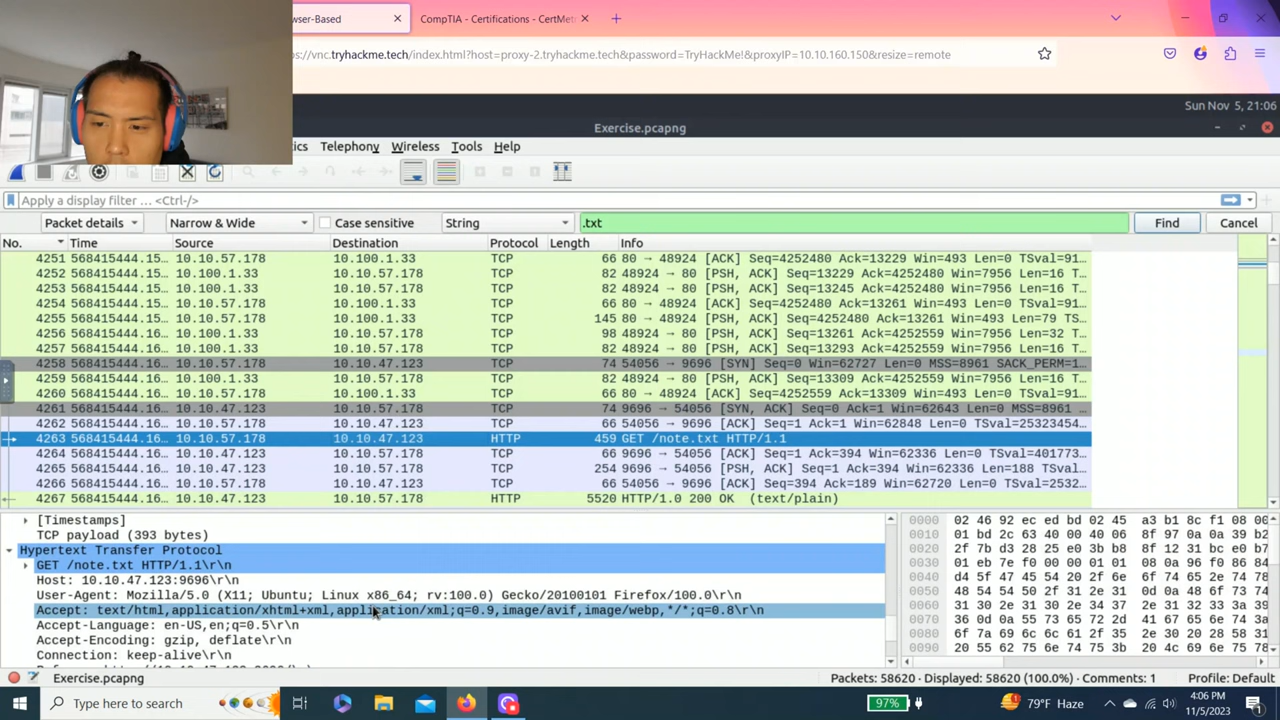 wser-Based
CompTIA - Certifications - CertMet
://vnc.tryhackme.tech/index.html?host=proxy-2.tryhackme.tech&password=TryHackMe!&proxyIP=10.10.160.150&resize=remote
Sun Nov 5, 21:06
Exercise.pcapng
ics Telephony Wireless Tools Help
Apply a display filter ... <Ctrl-/>
Packet details Narrow & Wide Case sensitive String .txt Find Cancel
No. Time Source Destination Protocol Length Info
4251 568415444.15… 10.10.57.178 10.100.1.33 TCP 66 80 → 48924 [ACK] Seq=4252480 Ack=13229 Win=493 Len=0 TSval=91…
4252 568415444.15… 10.100.1.33 10.10.57.178 TCP 82 48924 → 80 [PSH, ACK] Seq=13229 Ack=4252480 Win=7956 Len=16 T…
4253 568415444.15… 10.100.1.33 10.10.57.178 TCP 82 48924 → 80 [PSH, ACK] Seq=13245 Ack=4252480 Win=7956 Len=16 T…
4254 568415444.15… 10.10.57.178 10.100.1.33 TCP 66 80 → 48924 [ACK] Seq=4252480 Ack=13261 Win=493 Len=0 TSval=91…
4255 568415444.15… 10.10.57.178 10.100.1.33 TCP 145 80 → 48924 [PSH, ACK] Seq=4252480 Ack=13261 Win=493 Len=79 TS…
4256 568415444.16… 10.100.1.33 10.10.57.178 TCP 98 48924 → 80 [PSH, ACK] Seq=13261 Ack=4252559 Win=7956 Len=32 T…
4257 568415444.16… 10.100.1.33 10.10.57.178 TCP 82 48924 → 80 [PSH, ACK] Seq=13293 Ack=4252559 Win=7956 Len=16 T…
4258 568415444.16… 10.10.57.178 10.10.47.123 TCP 74 54056 → 9696 [SYN] Seq=0 Win=62727 Len=0 MSS=8961 SACK_PERM=1…
4259 568415444.16… 10.100.1.33 10.10.57.178 TCP 82 48924 → 80 [PSH, ACK] Seq=13309 Ack=4252559 Win=7956 Len=16 T…
4260 568415444.16… 10.10.57.178 10.100.1.33 TCP 66 80 → 48924 [ACK] Seq=4252559 Ack=13309 Win=493 Len=0 TSval=91…
4261 568415444.16… 10.10.47.123 10.10.57.178 TCP 74 9696 → 54056 [SYN, ACK] Seq=0 Ack=1 Win=62643 Len=0 MSS=8961 …
4262 568415444.16… 10.10.57.178 10.10.47.123 TCP 66 54056 → 9696 [ACK] Seq=1 Ack=1 Win=62848 Len=0 TSval=25323454…
4263 568415444.16… 10.10.57.178 10.10.47.123 HTTP 459 GET /note.txt HTTP/1.1
4264 568415444.16… 10.10.47.123 10.10.57.178 TCP 66 9696 → 54056 [ACK] Seq=1 Ack=394 Win=62336 Len=0 TSval=401773…
4265 568415444.16… 10.10.47.123 10.10.57.178 TCP 254 9696 → 54056 [PSH, ACK] Seq=1 Ack=394 Win=62336 Len=188 TSval…
4266 568415444.16… 10.10.57.178 10.10.47.123 TCP 66 54056 → 9696 [ACK] Seq=394 Ack=189 Win=62720 Len=0 TSval=2532…
4267 568415444.16… 10.10.47.123 10.10.57.178 HTTP 5520 HTTP/1.0 200 OK (text/plain)
[Timestamps]
TCP payload (393 bytes)
Hypertext Transfer Protocol
GET /note.txt HTTP/1.1\r\n
Host: 10.10.47.123:9696\r\n
User-Agent: Mozilla/5.0 (X11; Ubuntu; Linux x86_64; rv:100.0) Gecko/20100101 Firefox/100.0\r\n
Accept: text/html,application/xhtml+xml,application/xml;q=0.9,image/avif,image/webp,*/*;q=0.8\r\n
Accept-Language: en-US,en;q=0.5\r\n
Accept-Encoding: gzip, deflate\r\n
Connection: keep-alive\r\n
0000 02 46 92 ec ed bd 02 45 a3 b1 8c f1 08 00
0010 01 bd 2c 63 40 00 40 06 8f 97 0a 0a 39 b2
0020 2f 7b d3 28 25 e0 3b b8 8f 12 31 bc e0 b7
0030 01 eb 7e f0 00 00 01 01 08 0a 96 f0 86 84
0040 d4 5f 47 45 54 20 2f 6e 6f 74 65 2e 74 78
0050 48 54 54 50 2f 31 2e 31 0d 0a 48 6f 73 74
0060 31 30 2e 31 30 2e 34 37 2e 31 32 33 3a 39
0070 36 0d 0a 55 73 65 72 2d 41 67 65 6e 74 3a
0080 6f 7a 69 6c 6c 61 2f 35 2e 30 20 28 58 31
0090 20 55 62 75 6e 74 75 3b 20 4c 69 6e 75 78
Exercise.pcapng
Packets: 58620 · Displayed: 58620 (100.0%) · Comments: 1
Profile: Default
Type here to search
97%
79°F Haze
4:06 PM
11/5/2023
1